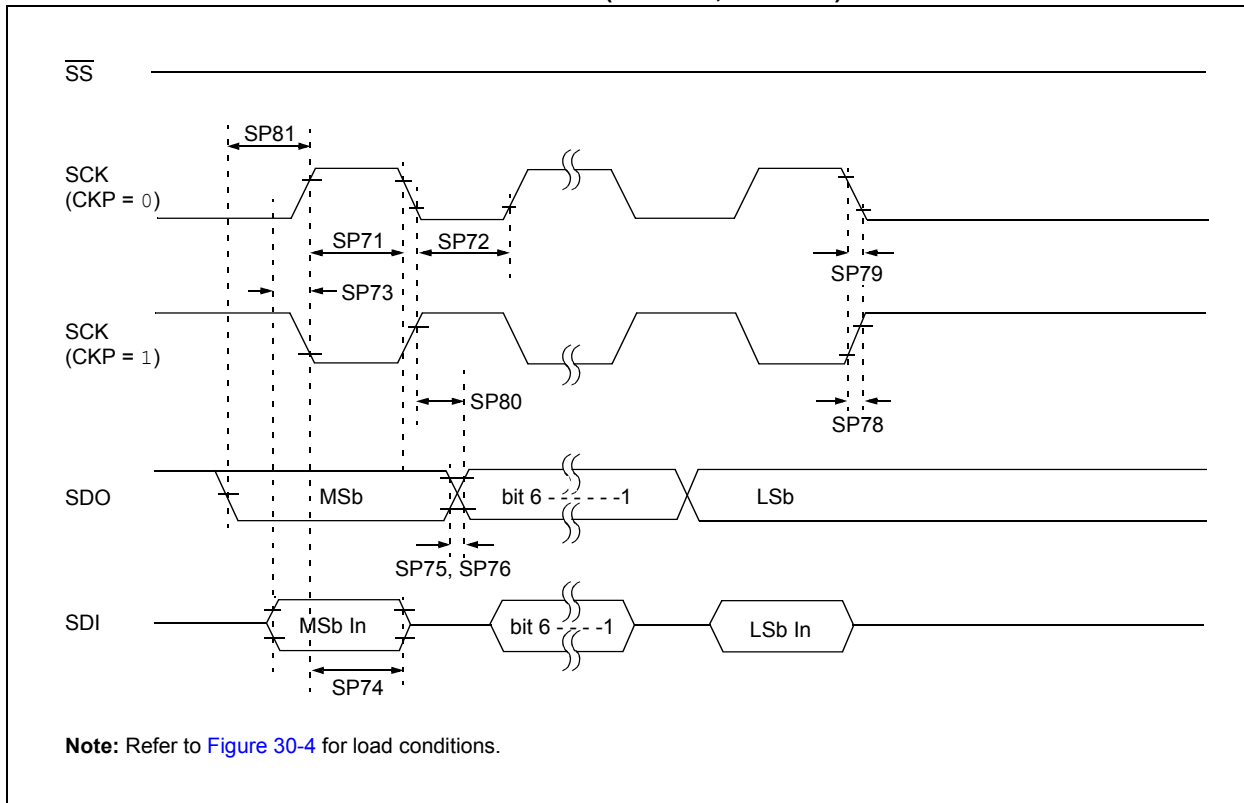 SS
SP81
SCK
(CKP = 0)
SP71
SP72
SP79
SP73
SCK
(CKP = 1)
SP80
SP78
SDO
MSb
bit 6 - - - - - -1
LSb
SP75, SP76
SDI
MSb In
bit 6 - - - -1
LSb In
SP74
Note: Refer to Figure 30-4 for load conditions.